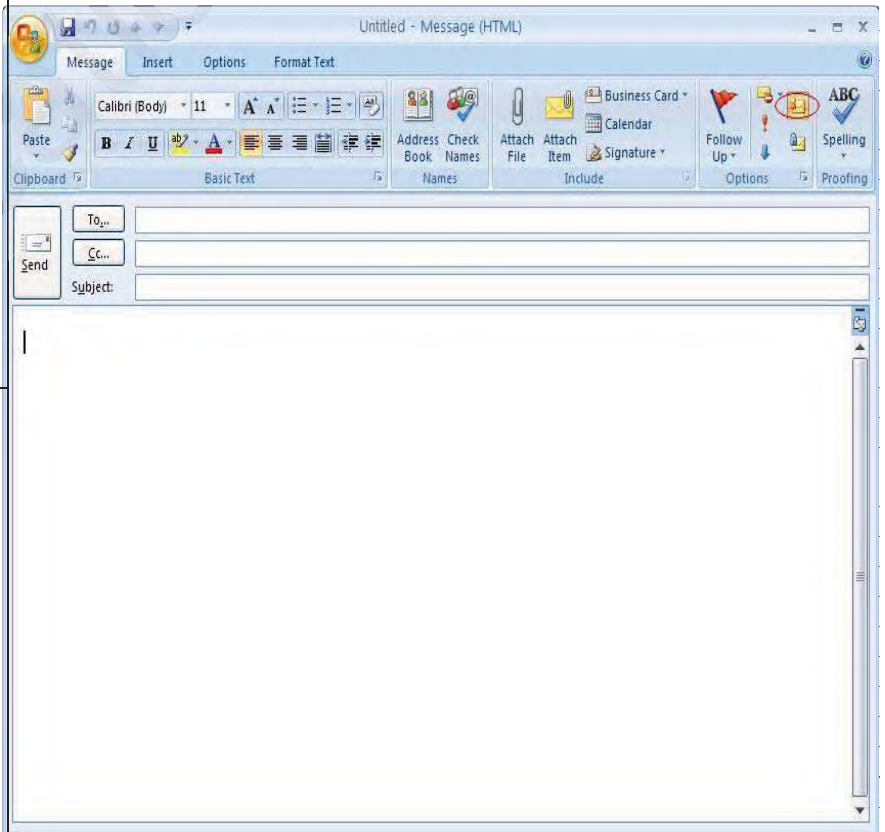 Untitled - Message (HTML)
Message Insert Options Format Text
Calibri (Body) 11 A A
Business Card
ABC
Calendar
Paste
B I U ab A
Address Book
Check Names
Attach File
Attach Item
Signature
Follow Up
Spelling
Clipboard Basic Text Names Include Options Proofing
To...
Cc...
Send
Subject: